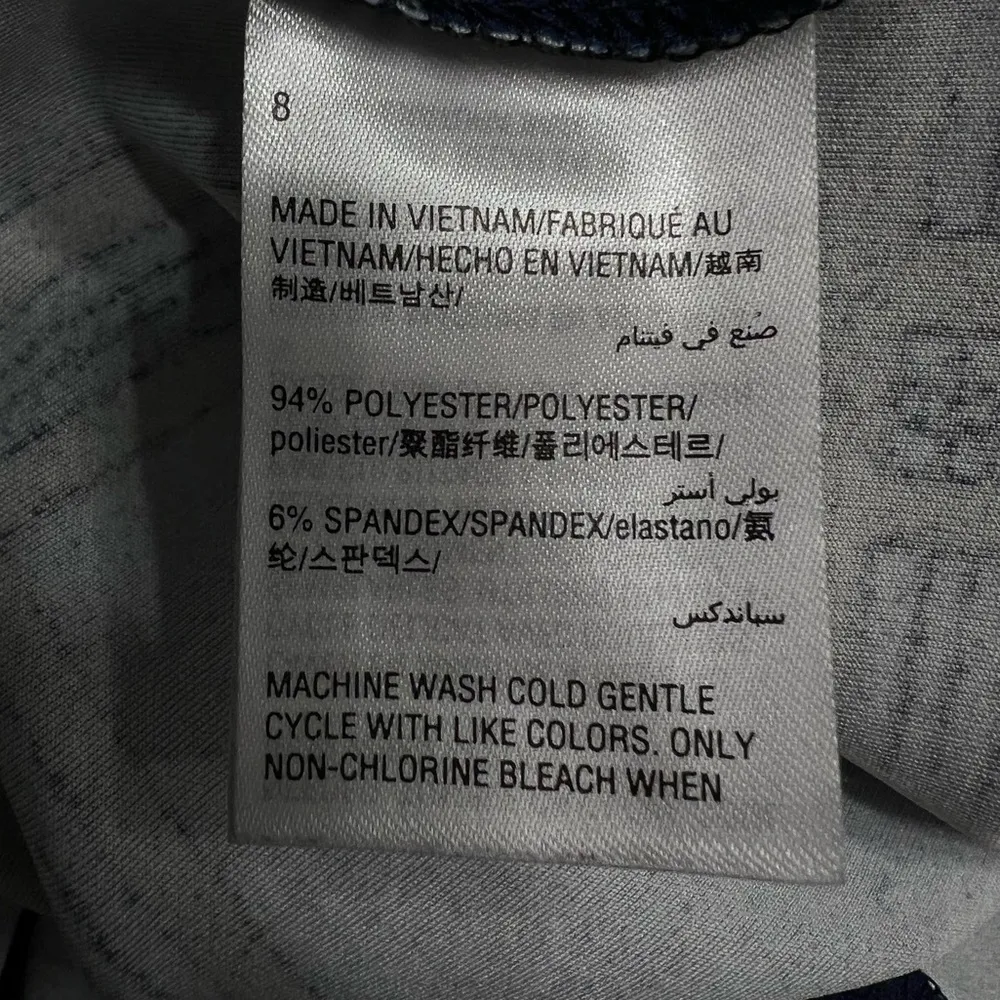 8
MADE IN VIETNAM/FABRIQUÉ AU
VIETNAM/HECHO EN VIETNAM/越南
制造/베트남산/
صُنع في فيتنام
94% POLYESTER/POLYESTER/
poliester/聚酯纤维/폴리에스테르/
بولي أستر
6% SPANDEX/SPANDEX/elastano/氨
纶/스판덱스/
سباندكس
MACHINE WASH COLD GENTLE
CYCLE WITH LIKE COLORS. ONLY
NON-CHLORINE BLEACH WHEN